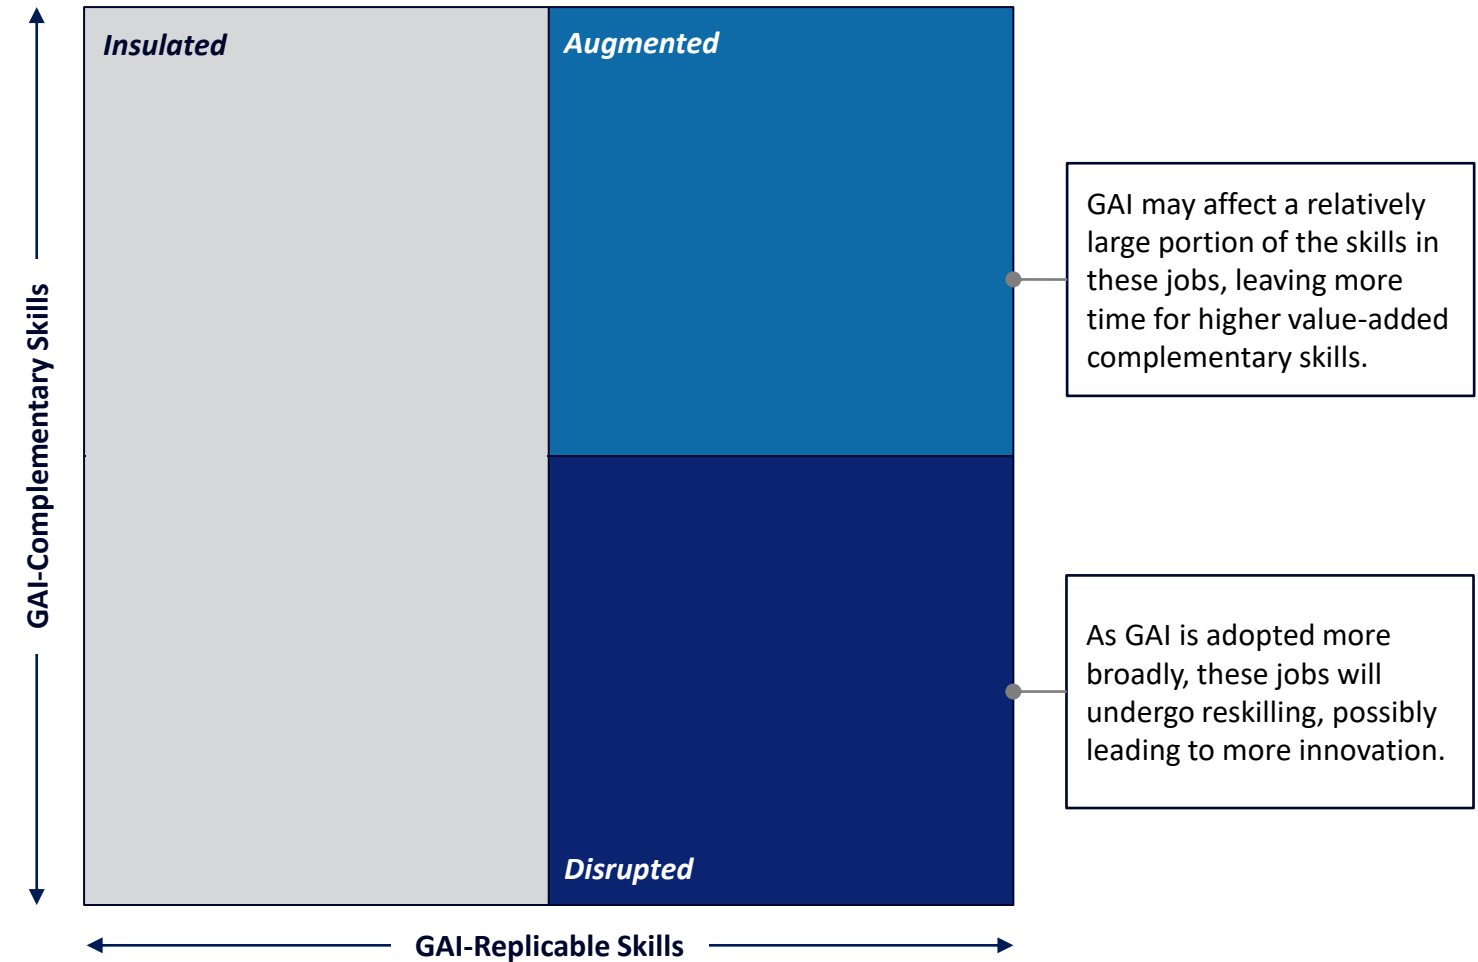 Insulated
Augmented
GAI may affect a relatively
large portion of the skills in
these jobs, leaving more
time for higher value-added
complementary skills.
GAI-Complementary Skills
As GAI is adopted more
broadly, these jobs will
undergo reskilling, possibly
leading to more innovation.
Disrupted
GAI-Replicable Skills